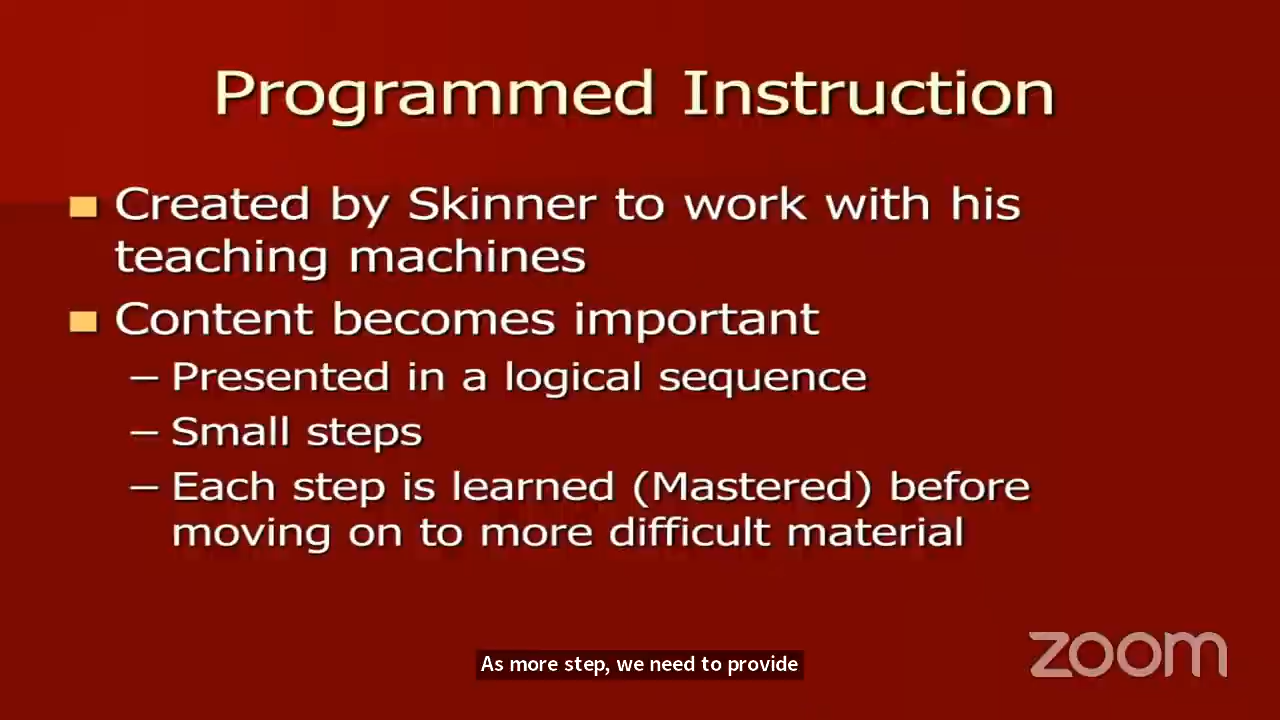 Programmed Instruction
Created by Skinner to work with his
teaching machines
Content becomes important
– Presented in a logical sequence
– Small steps
– Each step is learned (Mastered) before
moving on to more difficult material
As more step, we need to provide
zoom